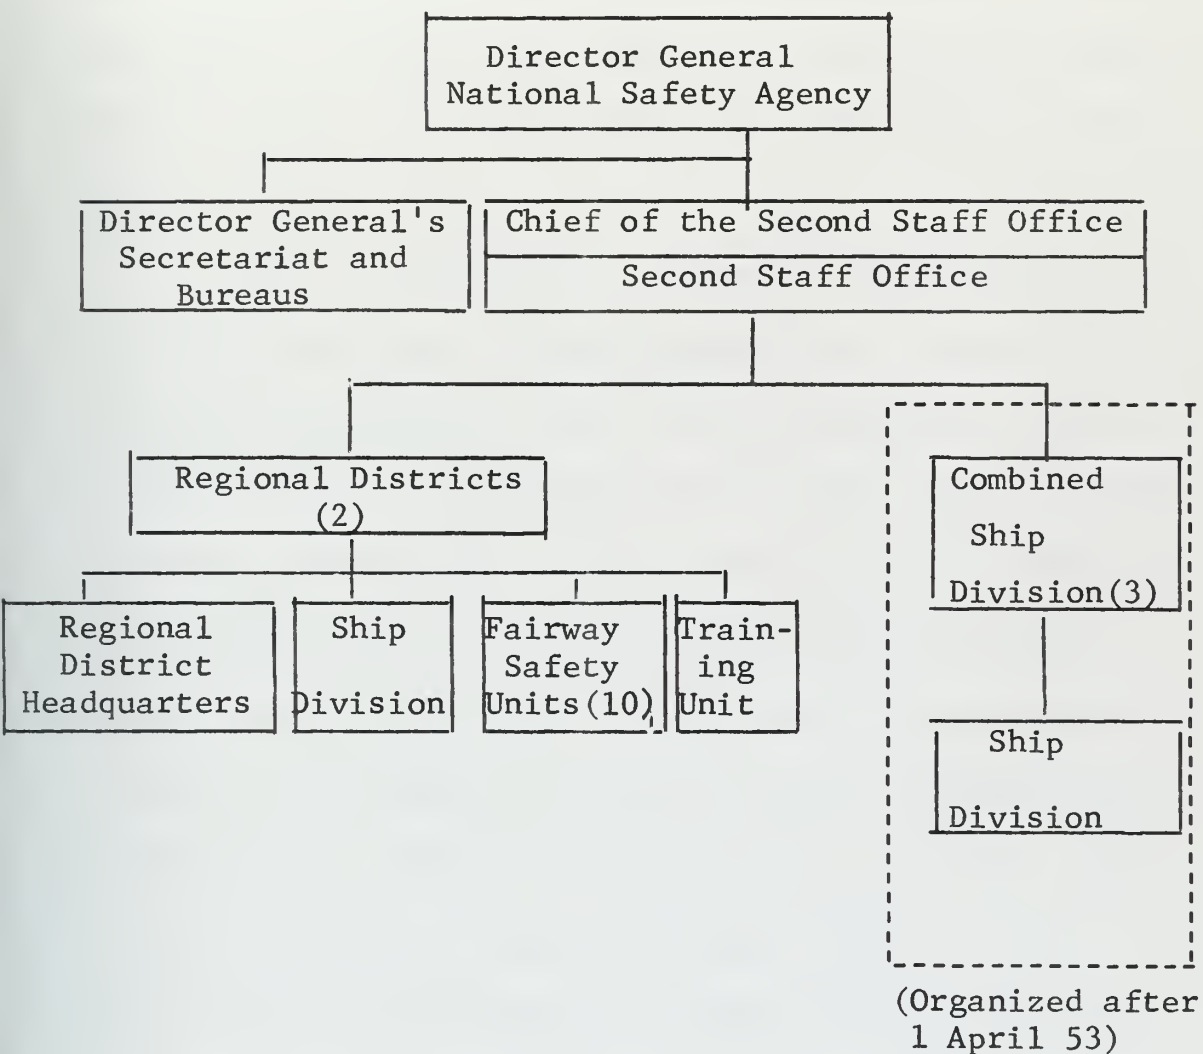 Director General
National Safety Agency
Director General's
Secretariat and
Bureaus
Chief of the Second Staff Office
Second Staff Office
Regional Districts
(2)
Combined
Ship
Division(3)
Regional
District
Headquarters
Ship
Division
Fairway
Safety
Units(10)
Train-
ing
Unit
Ship
Division
(Organized after
1 April 53)